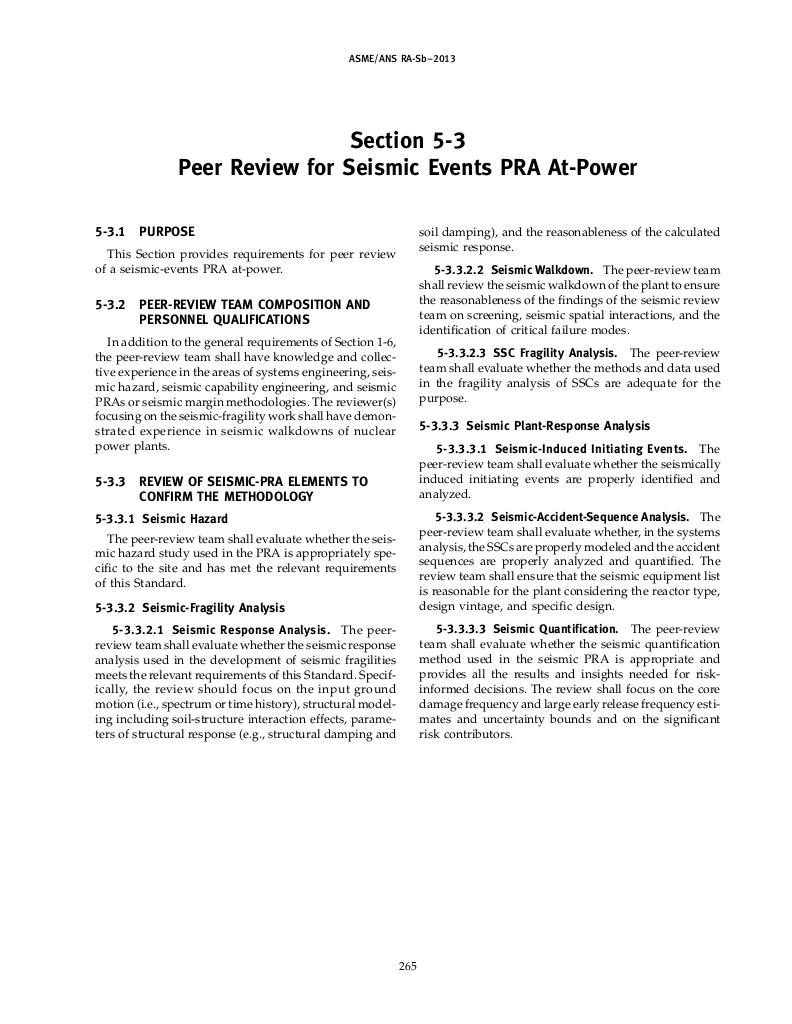 ASME/ANS RA-Sb–2013
Section 5-3
Peer Review for Seismic Events PRA At-Power
5-3.1 PURPOSE
This Section provides requirements for peer review
of a seismic-events PRA at-power.
5-3.2 PEER-REVIEW TEAM COMPOSITION AND
PERSONNEL QUALIFICATIONS
In addition to the general requirements of Section 1-6,
the peer-review team shall have knowledge and collec-
tive experience in the areas of systems engineering, seis-
mic hazard, seismic capability engineering, and seismic
PRAs or seismic margin methodologies. The reviewer(s)
focusing on the seismic-fragility work shall have demon-
strated experience in seismic walkdowns of nuclear
power plants.
5-3.3 REVIEW OF SEISMIC-PRA ELEMENTS TO
CONFIRM THE METHODOLOGY
5-3.3.1 Seismic Hazard
The peer-review team shall evaluate whether the seis-
mic hazard study used in the PRA is appropriately spe-
cific to the site and has met the relevant requirements
of this Standard.
5-3.3.2 Seismic-Fragility Analysis
5-3.3.2.1 Seismic Response Analysis. The peer-
review team shall evaluate whether the seismic response
analysis used in the development of seismic fragilities
meets the relevant requirements of this Standard. Specif-
ically, the review should focus on the input ground
motion (i.e., spectrum or time history), structural model-
ing including soil-structure interaction effects, parame-
ters of structural response (e.g., structural damping and
soil damping), and the reasonableness of the calculated
seismic response.
5-3.3.2.2 Seismic Walkdown. The peer-review team
shall review the seismic walkdown of the plant to ensure
the reasonableness of the findings of the seismic review
team on screening, seismic spatial interactions, and the
identification of critical failure modes.
5-3.3.2.3 SSC Fragility Analysis. The peer-review
team shall evaluate whether the methods and data used
in the fragility analysis of SSCs are adequate for the
purpose.
5-3.3.3 Seismic Plant-Response Analysis
5-3.3.3.1 Seismic-Induced Initiating Events. The
peer-review team shall evaluate whether the seismically
induced initiating events are properly identified and
analyzed.
5-3.3.3.2 Seismic-Accident-Sequence Analysis. The
peer-review team shall evaluate whether, in the systems
analysis, the SSCs are properly modeled and the accident
sequences are properly analyzed and quantified. The
review team shall ensure that the seismic equipment list
is reasonable for the plant considering the reactor type,
design vintage, and specific design.
5-3.3.3.3 Seismic Quantification. The peer-review
team shall evaluate whether the seismic quantification
method used in the seismic PRA is appropriate and
provides all the results and insights needed for risk-
informed decisions. The review shall focus on the core
damage frequency and large early release frequency esti-
mates and uncertainty bounds and on the significant
risk contributors.
265